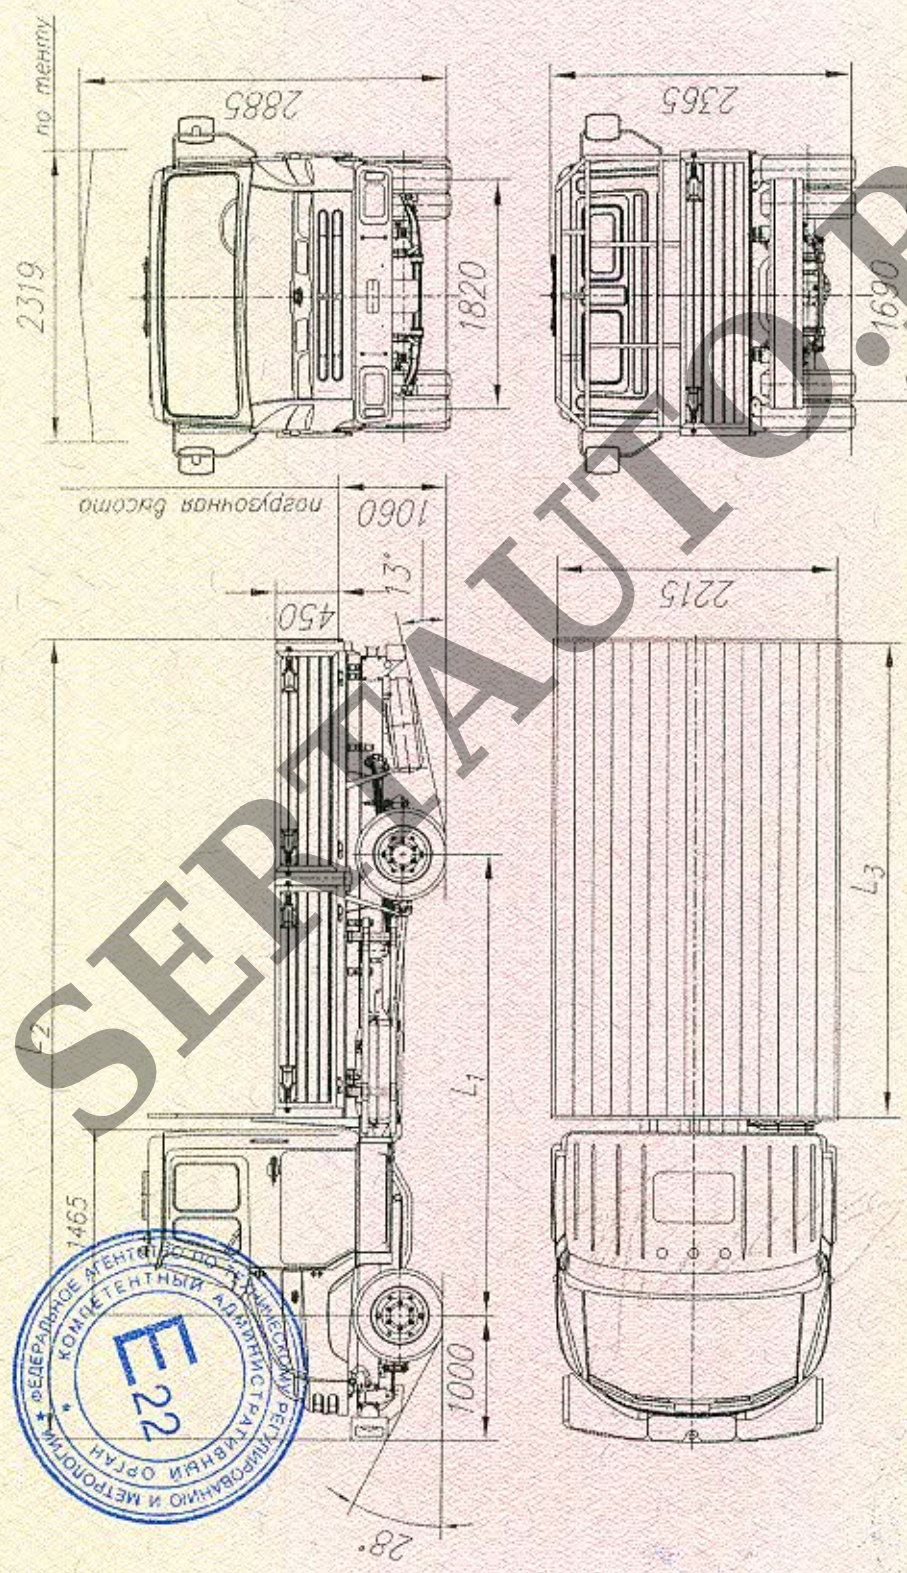 по тенту
2319
2885
2365
1820
1690
погрузочная высота
1060
13°
450
2215
L2
L1
L3
1465
1000
28°
★ ФЕДЕРАЛЬНОЕ АГЕНТСТВО ПО ТЕХНИЧЕСКОМУ РЕГУЛИРОВАНИЮ И МЕТРОЛОГИИ
* КОМПЕТЕНТНЫЙ АДМИНИСТРАТИВНЫЙ ОРГАН
E22
SERTAUTO.